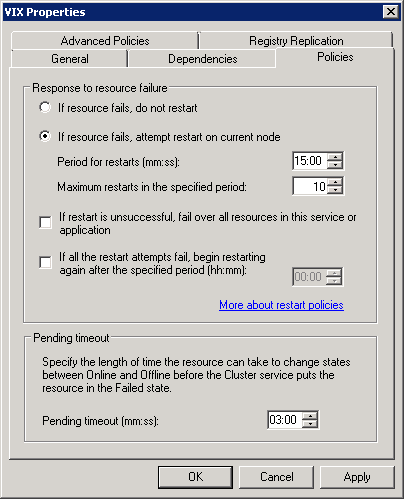 VIX Properties
Advanced Policies
Registry Replication
General
Dependencies
Policies
Response to resource failure
If resource fails, do not restart
If resource fails, attempt restart on current node
Period for restarts (mm:ss):
15:00
Maximum restarts in the specified period:
10
If restart is unsuccessful, fail over all resources in this service or
application
If all the restart attempts fail, begin restarting
again after the specified period (hh:mm):
00:00
More about restart policies
Pending timeout
Specify the length of time the resource can take to change states
between Online and Offline before the Cluster service puts the
resource in the Failed state.
Pending timeout (mm:ss):
03:00
OK
Cancel
Apply